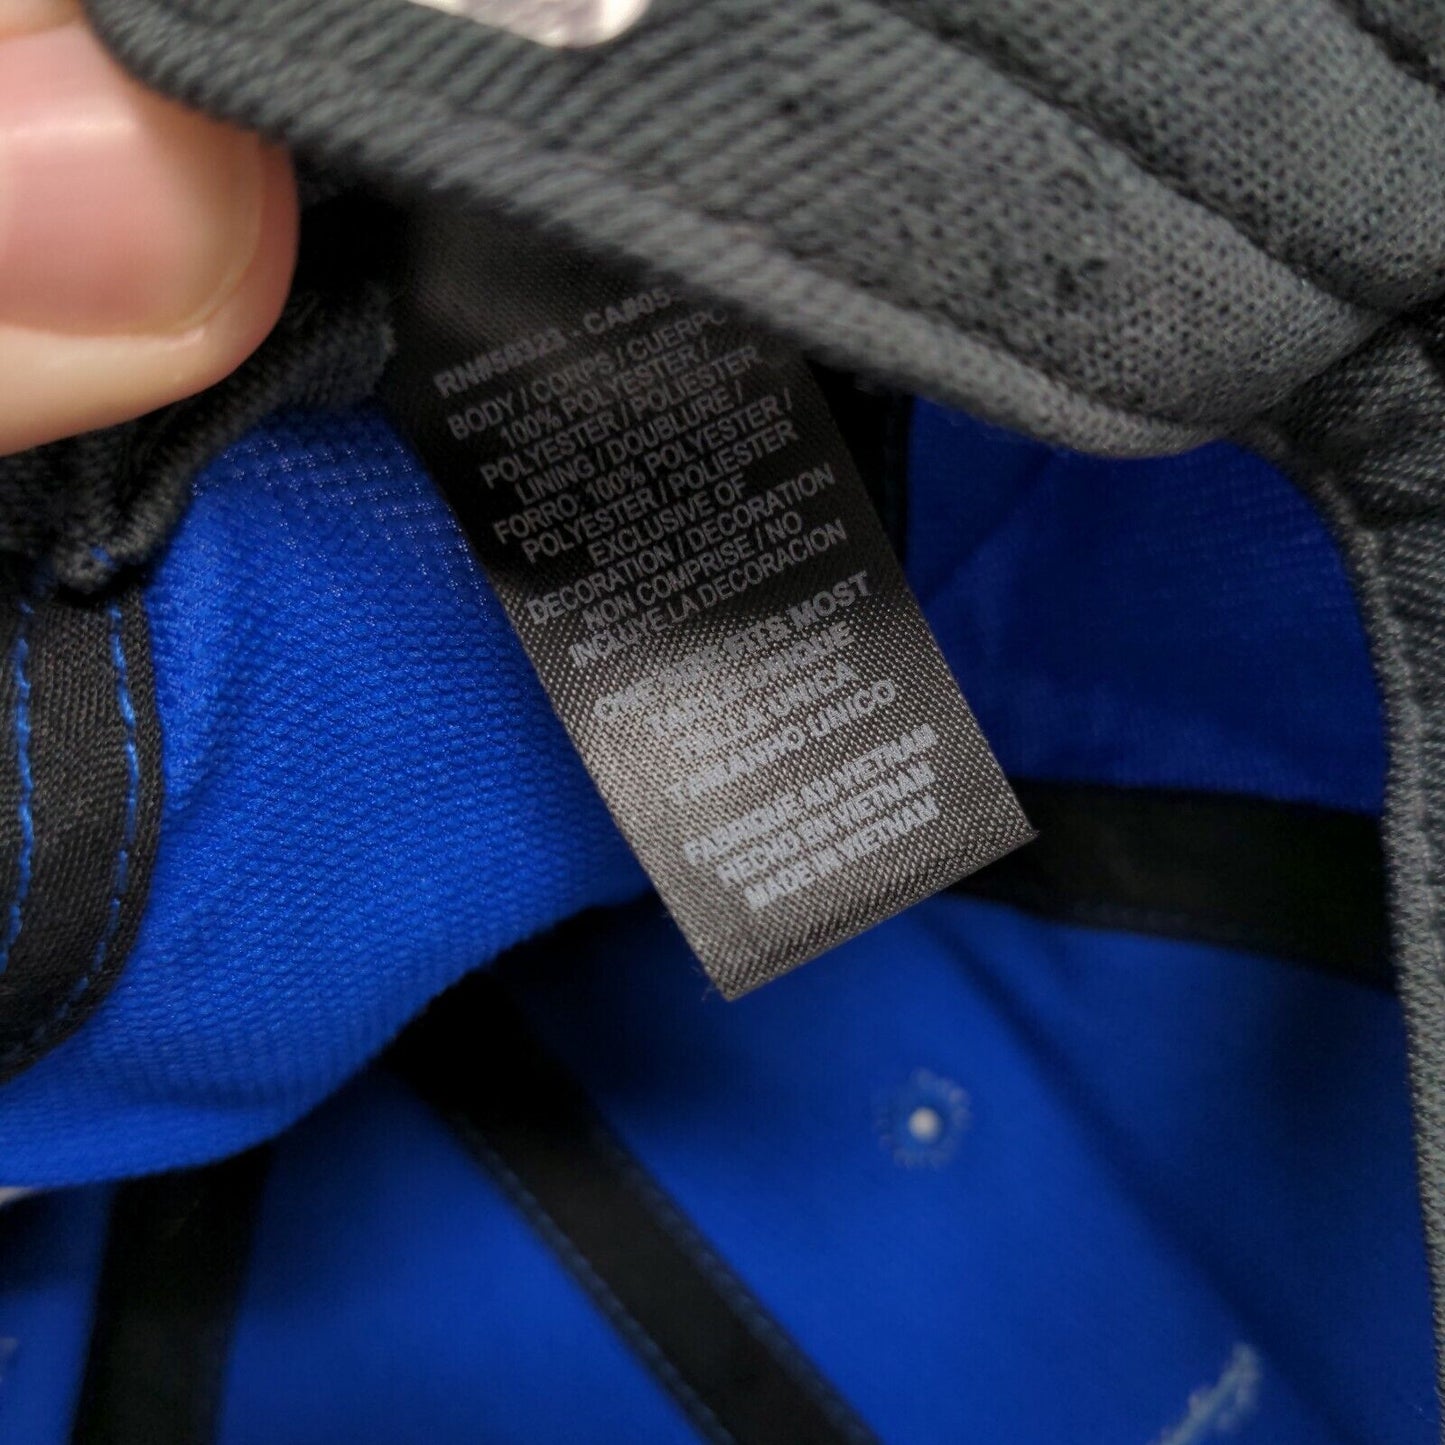 RN#56323 - CA#05
BODY / CORPS / CUERPO
100% POLYESTER /
POLYESTER / POLIESTER
LINING / DOUBLURE /
FORRO: 100% POLYESTER /
POLYESTER / POLIESTER
EXCLUSIVE OF
DECORATION / DECORATION
NON COMPRISE / NO
INCLUYE LA DECORACION
ONE SIZE FITS MOST
TAILLE UNIQUE
TALLA UNICA
TAMANHO UNICO
FABRIQUE AU VIETNAM
HECHO EN VIETNAM
MADE IN VIETNAM